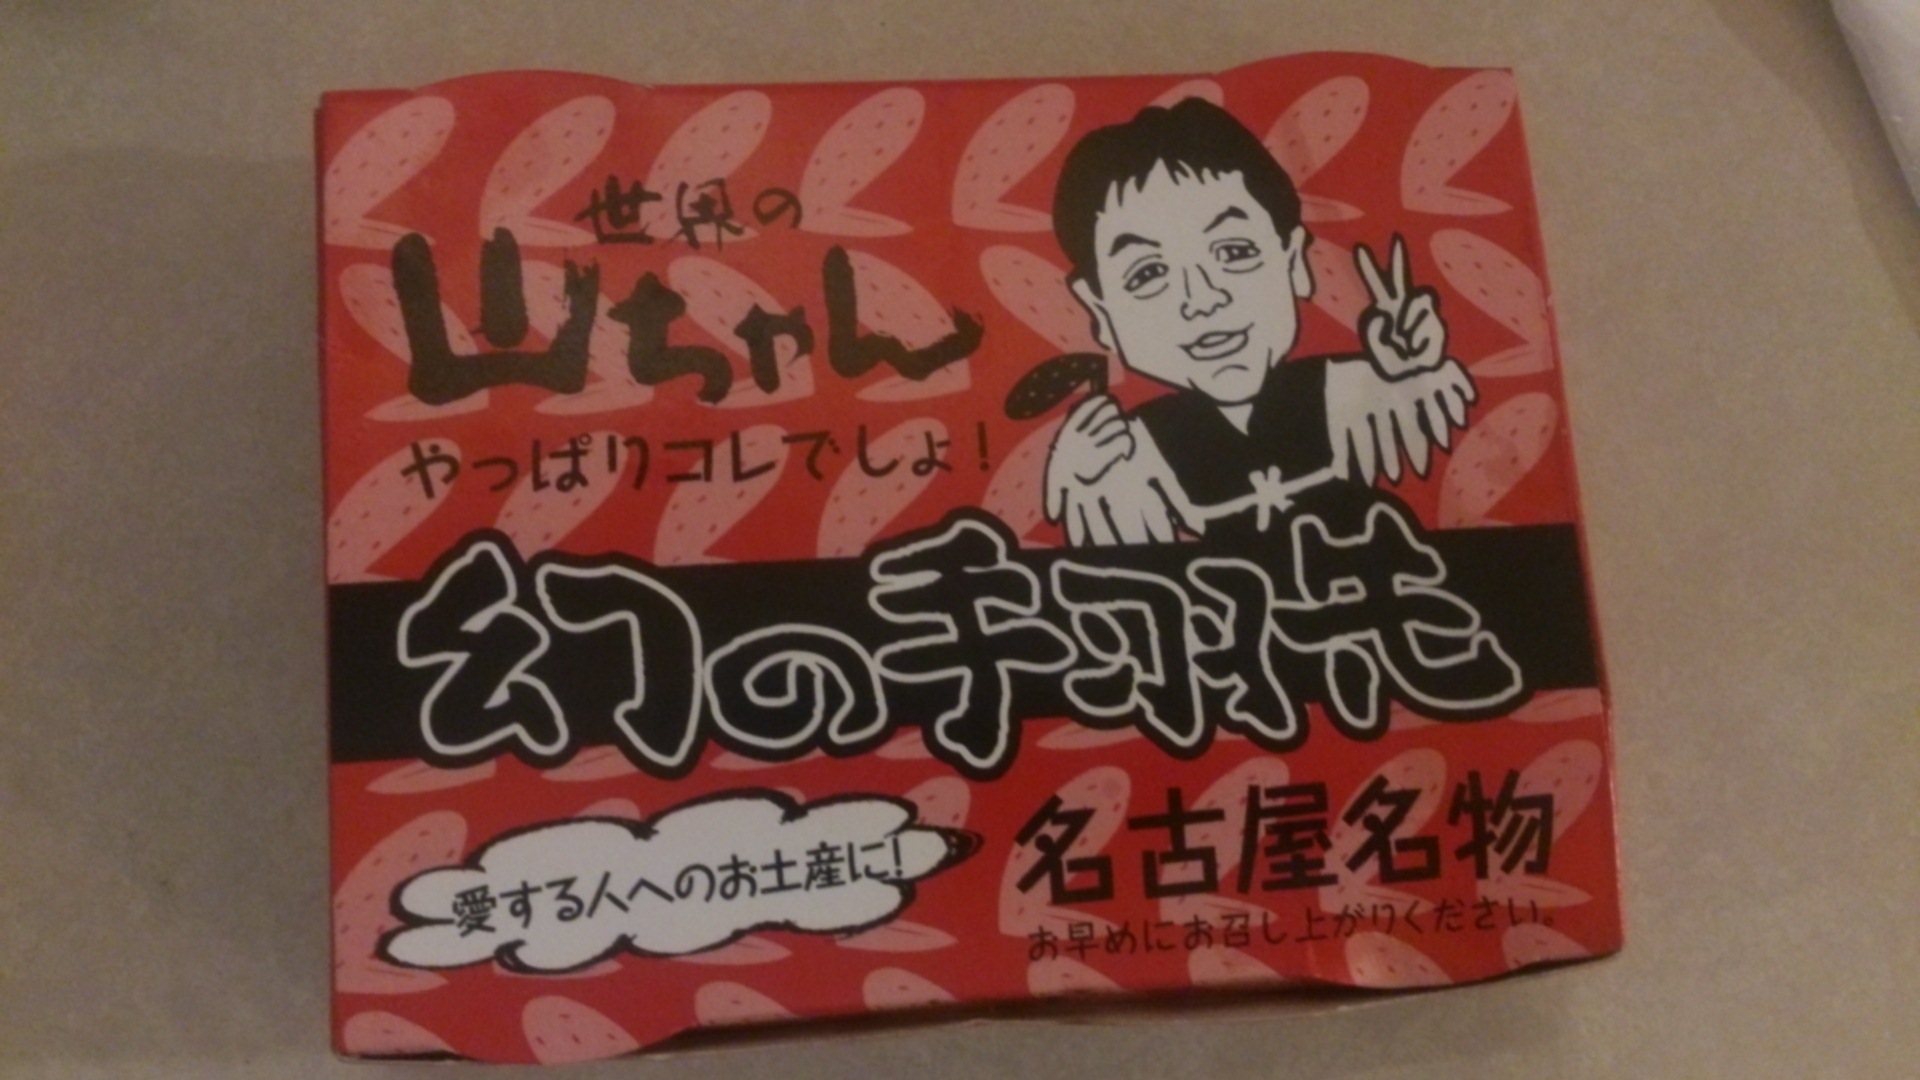 世界の
山ちゃん
やっぱりコレでしょ!
幻の手羽先
愛する人へのお土産に!
名古屋名物
お早めにお召し上がりください。